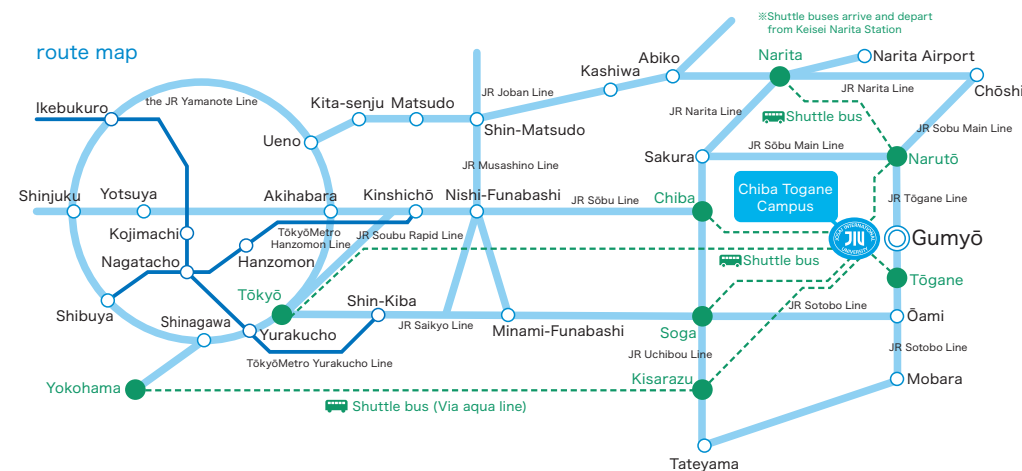 ※Shuttle buses arrive and depart
from Keisei Narita Station
route map
Narita
Narita Airport
Abiko
Kashiwa
Chōshi
Ikebukuro
the JR Yamanote Line
Kita-senju
Matsudo
JR Joban Line
JR Narita Line
JR Narita Line
Shuttle bus
Ueno
Shin-Matsudo
JR Sobu Main Line
JR Musashino Line
Sakura
JR Sōbu Main Line
Narutō
Shinjuku
Yotsuya
Akihabara
Kinshichō
Nishi-Funabashi
JR Sōbu Line
Chiba
Chiba Togane
Campus
JR Tōgane Line
Kojimachi
TōkyōMetro
Hanzomon Line
JR Soubu Rapid Line
JOSAI INTERNATIONAL
JIU
UNIVERSITY
Gumyō
Nagatacho
Hanzomon
Shuttle bus
Tōgane
Tōkyō
Shin-Kiba
Shibuya
Shinagawa
Yurakucho
JR Saikyo Line
Minami-Funabashi
Soga
JR Sotobo Line
Ōami
TōkyōMetro Yurakucho Line
JR Uchibou Line
JR Sotobo Line
Yokohama
Kisarazu
Mobara
Shuttle bus (Via aqua line)
Tateyama